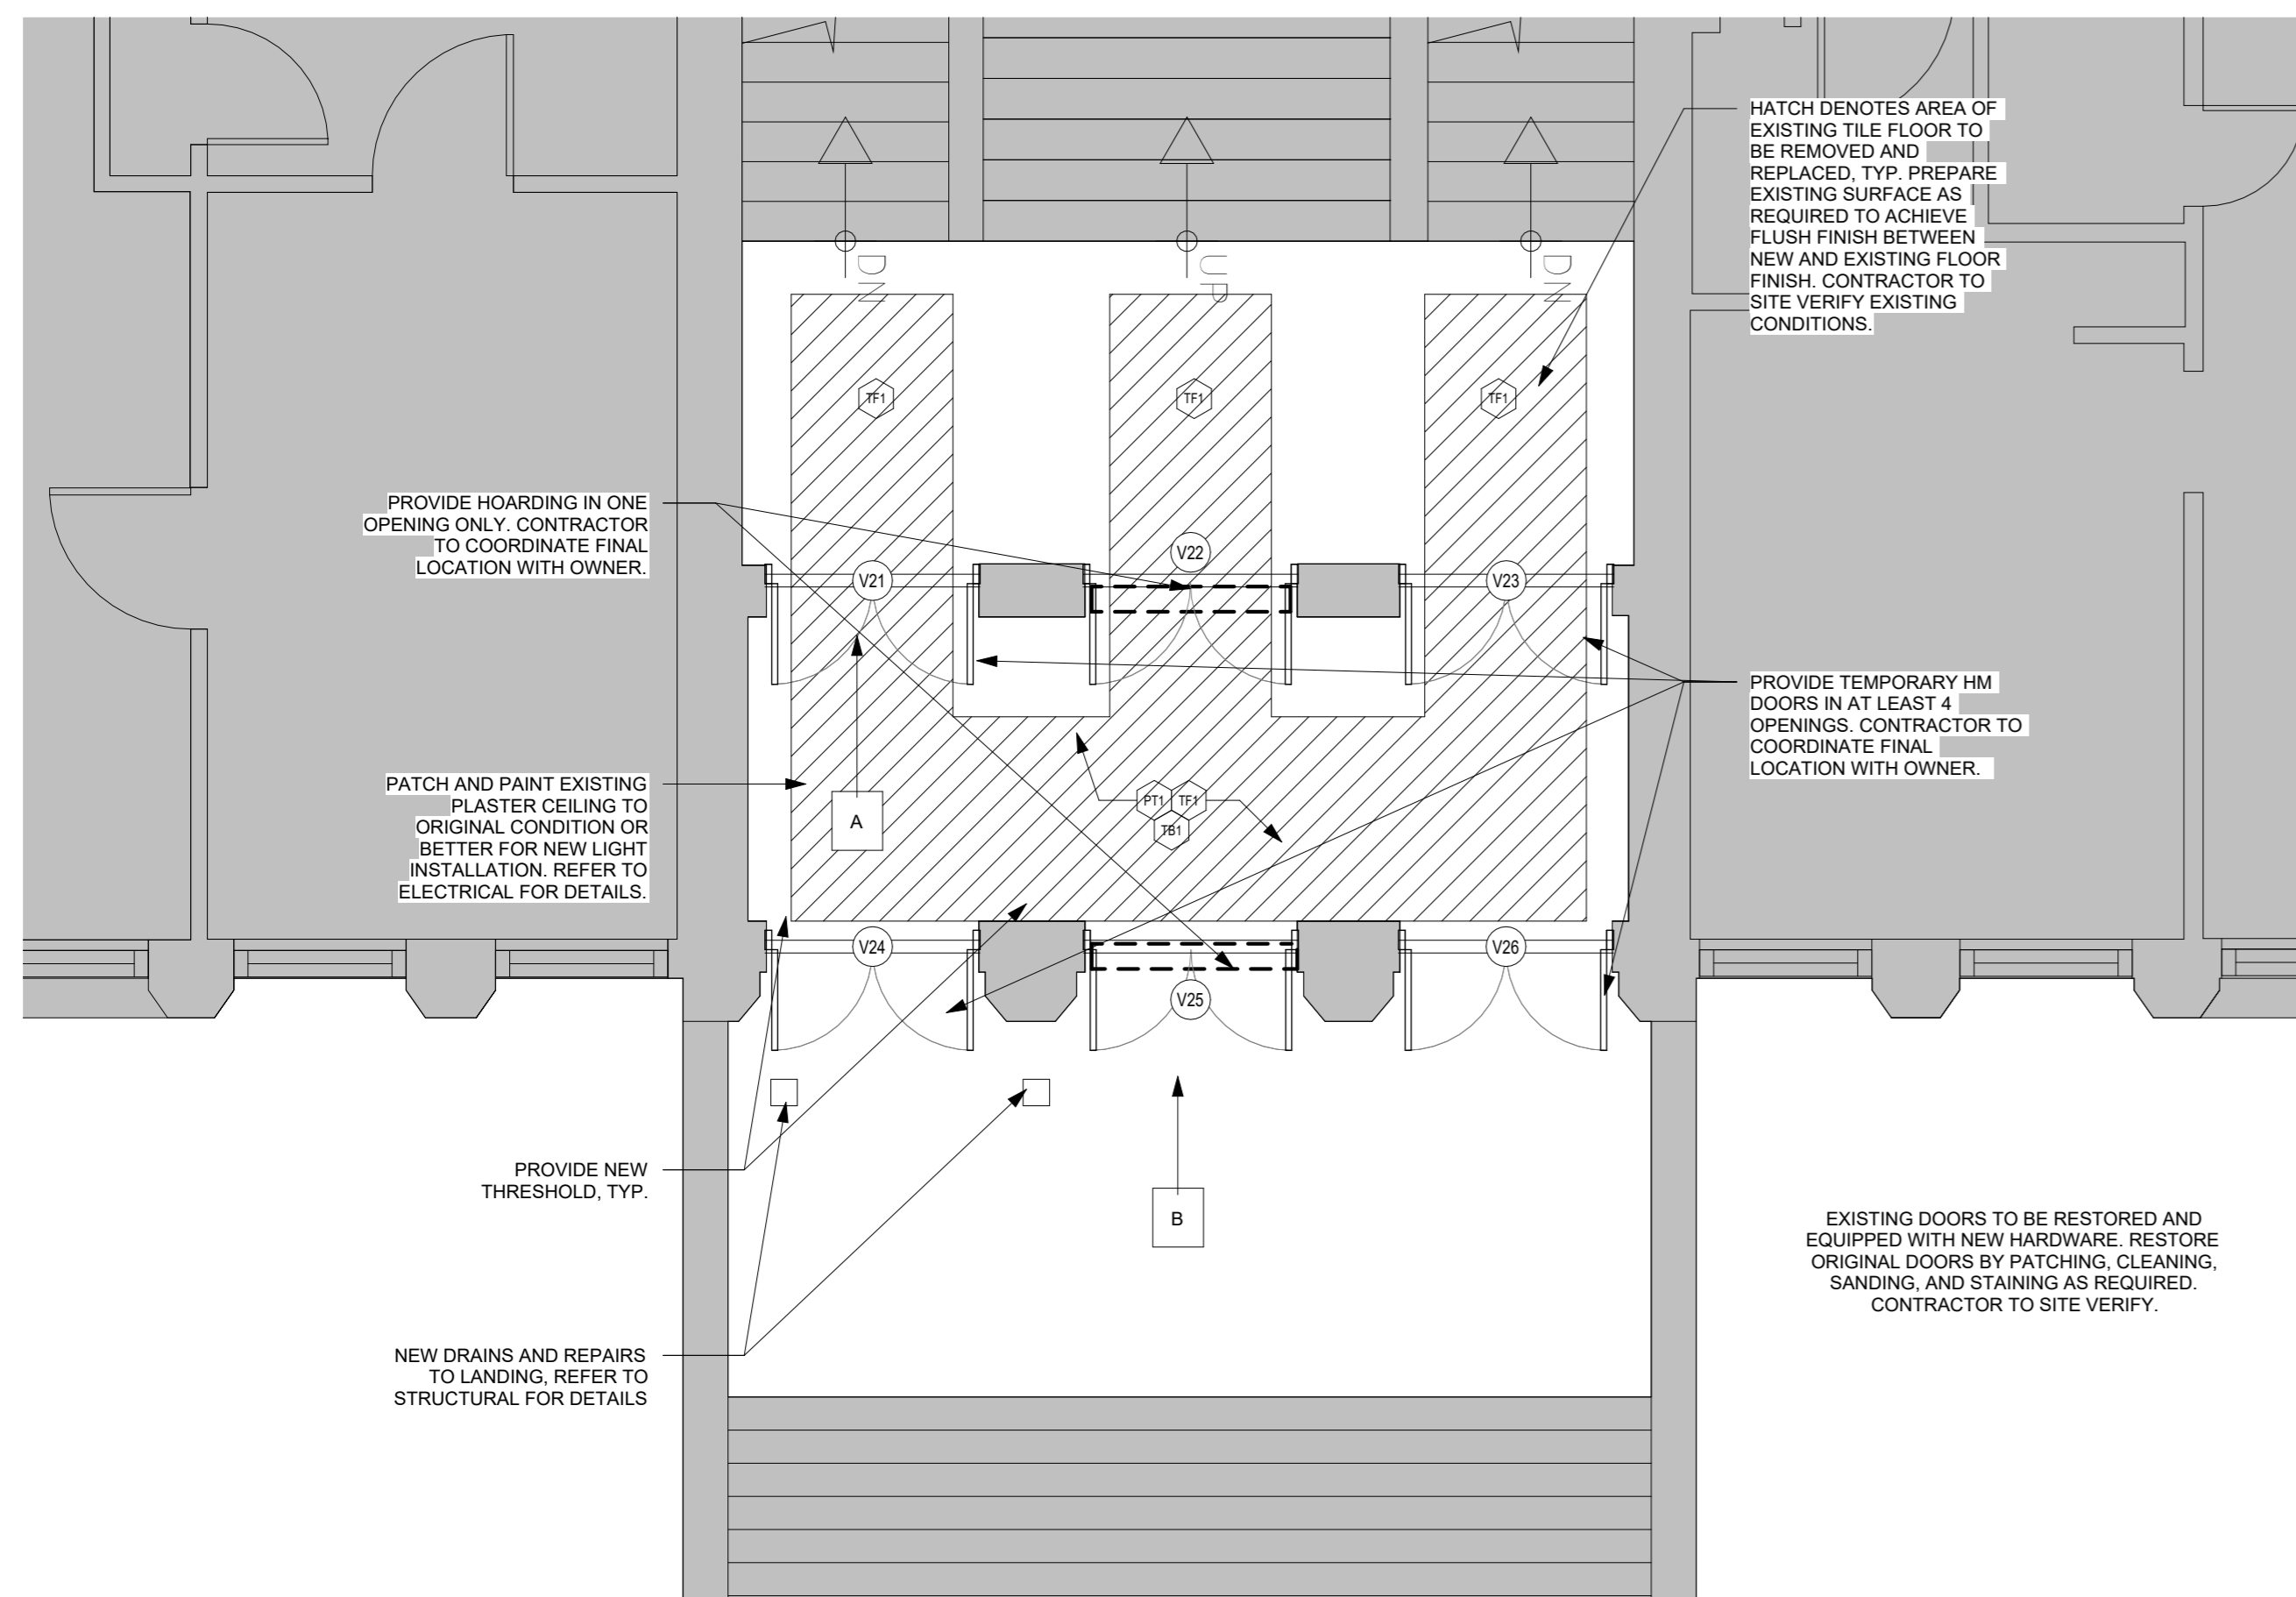 HATCH DENOTES AREA OF
EXISTING TILE FLOOR TO
BE REMOVED AND
REPLACED, TYP. PREPARE
EXISTING SURFACE AS
REQUIRED TO ACHIEVE
FLUSH FINISH BETWEEN
NEW AND EXISTING FLOOR
FINISH. CONTRACTOR TO
SITE VERIFY EXISTING
CONDITIONS.
DN
UP
DN
TF1
TF1
TF1
PROVIDE HOARDING IN ONE
OPENING ONLY. CONTRACTOR
TO COORDINATE FINAL
LOCATION WITH OWNER.
V21
V22
V23
PROVIDE TEMPORARY HM
DOORS IN AT LEAST 4
OPENINGS. CONTRACTOR TO
COORDINATE FINAL
LOCATION WITH OWNER.
PATCH AND PAINT EXISTING
PLASTER CEILING TO
ORIGINAL CONDITION OR
BETTER FOR NEW LIGHT
INSTALLATION. REFER TO
ELECTRICAL FOR DETAILS.
A
PT1
TF1
TB1
V24
V25
V26
PROVIDE NEW
THRESHOLD, TYP.
B
EXISTING DOORS TO BE RESTORED AND
EQUIPPED WITH NEW HARDWARE. RESTORE
ORIGINAL DOORS BY PATCHING, CLEANING,
SANDING, AND STAINING AS REQUIRED.
CONTRACTOR TO SITE VERIFY.
NEW DRAINS AND REPAIRS
TO LANDING, REFER TO
STRUCTURAL FOR DETAILS